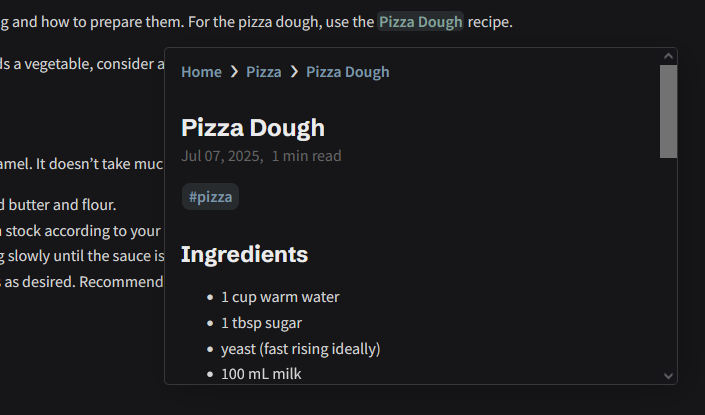 g and how to prepare them. For the pizza dough, use the Pizza Dough recipe.
ds a vegetable, consider a
Home > Pizza > Pizza Dough
Pizza Dough
Jul 07, 2025, 1 min read
#pizza
amel. It doesn't take muc
d butter and flour.
n stock according to your
g slowly until the sauce is
s as desired. Recommend
Ingredients
1 cup warm water
1 tbsp sugar
yeast (fast rising ideally)
100 mL milk